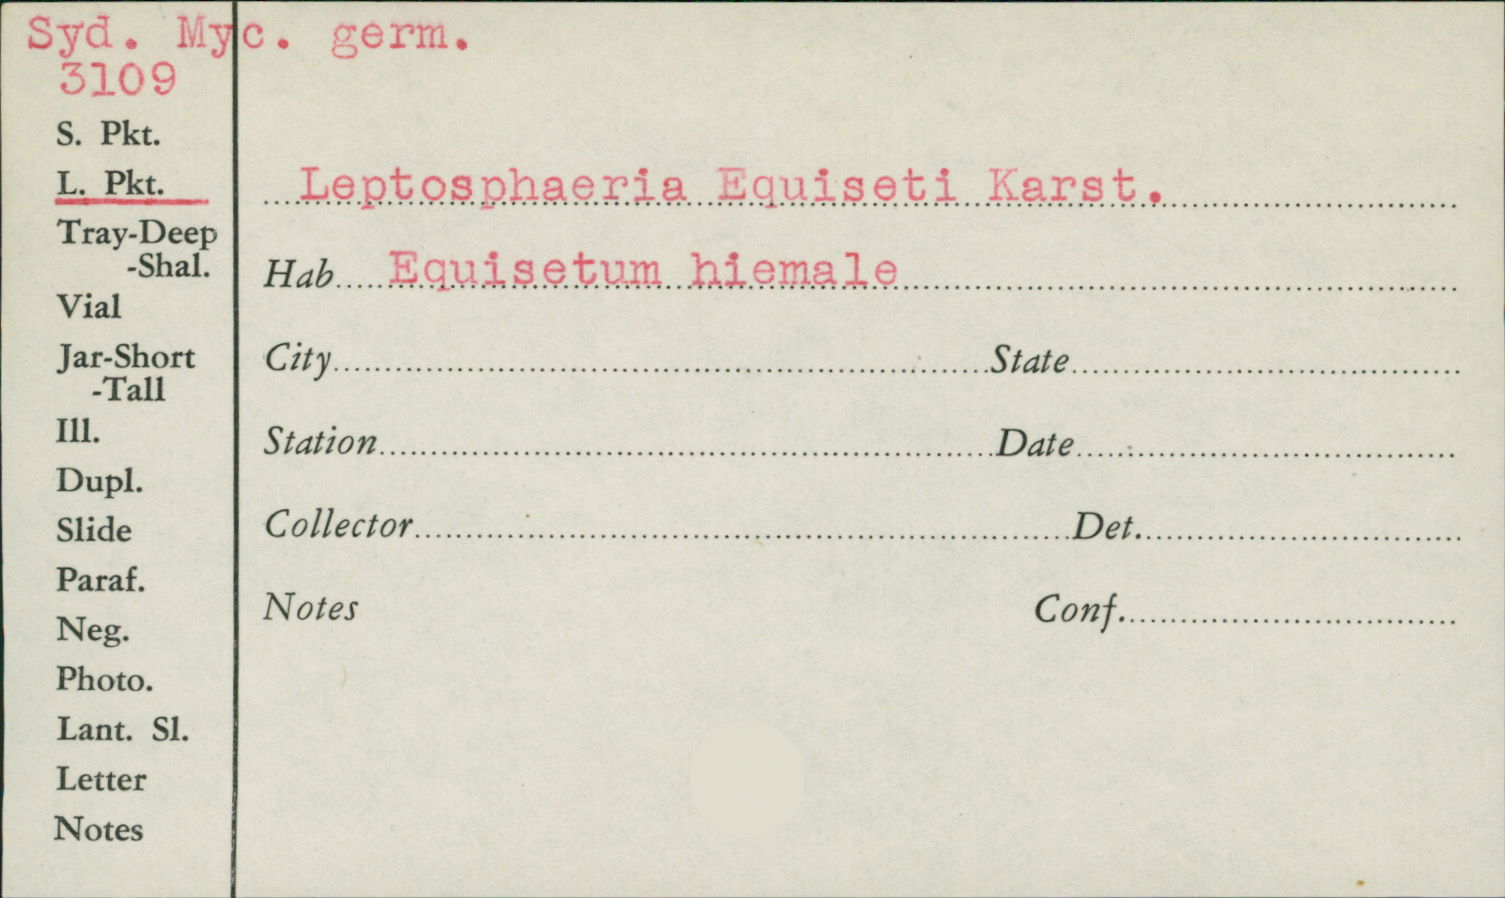 Syd. Myc. germ.
3109
S. Pkt.
L. Pkt.
Tray-Deep
-Shal.
Vial
Jar-Short
-Tall
Ill.
Dupl.
Slide
Paraf.
Neg.
Photo.
Lant. Sl.
Letter
Notes
Leptosphaeria Equiseti Karst.
Hab Equisetum hiemale
City State
Station Date
Collector Det.
Notes Conf.